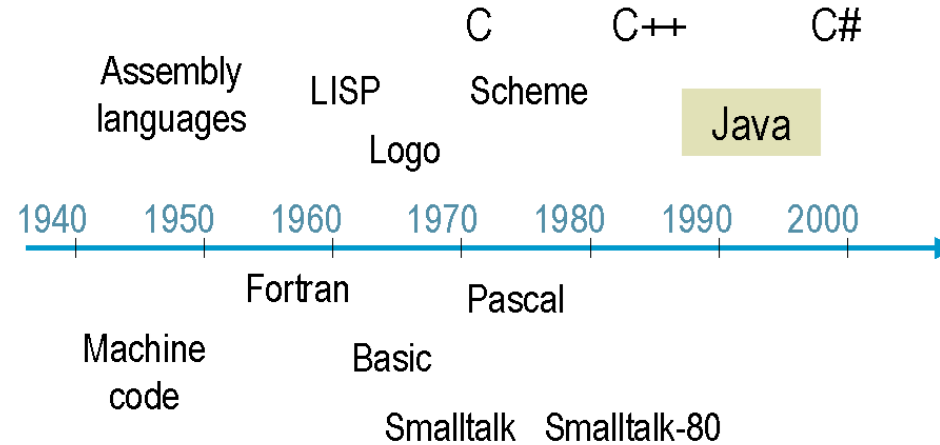 C C++ C#
Assembly
languages
LISP Scheme
Java
Logo
1940 1950 1960 1970 1980 1990 2000
Fortran
Pascal
Machine
code
Basic
Smalltalk Smalltalk-80